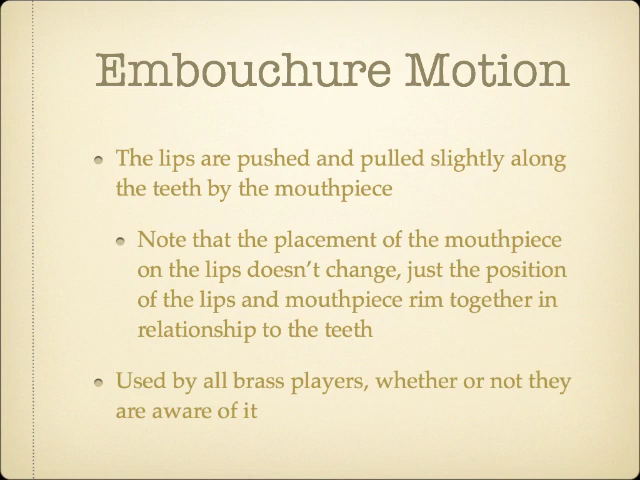 Embouchure Motion
The lips are pushed and pulled slightly along
the teeth by the mouthpiece
Note that the placement of the mouthpiece
on the lips doesn’t change, just the position
of the lips and mouthpiece rim together in
relationship to the teeth
Used by all brass players, whether or not they
are aware of it